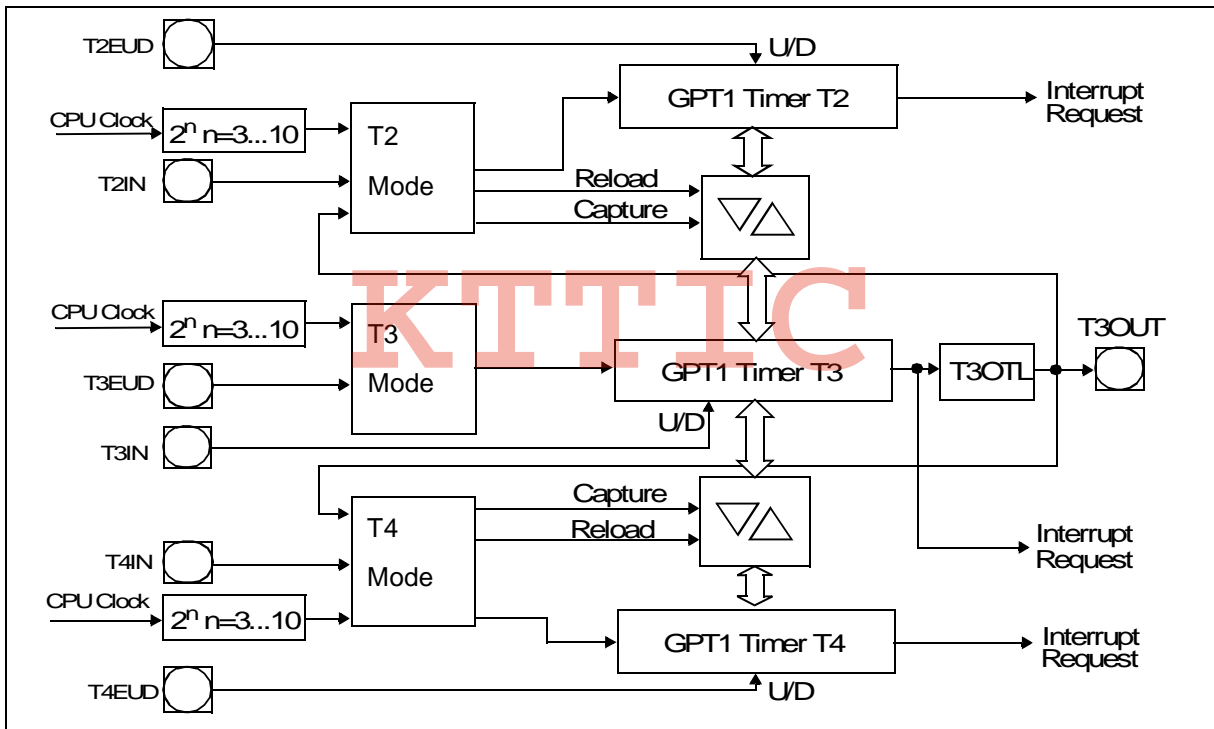 T2EUD
U/D
GPT1 Timer T2
Interrupt
Request
CPU Clock
2ⁿ n=3...10
T2
Mode
T2IN
Reload
Capture
KTTIC
CPU Clock
2ⁿ n=3...10
T3
Mode
T3OUT
GPT1 Timer T3
T3OTL
T3EUD
U/D
T3IN
Capture
T4
Mode
Reload
Interrupt
Request
T4IN
CPU Clock
2ⁿ n=3...10
GPT1 Timer T4
Interrupt
Request
T4EUD
U/D